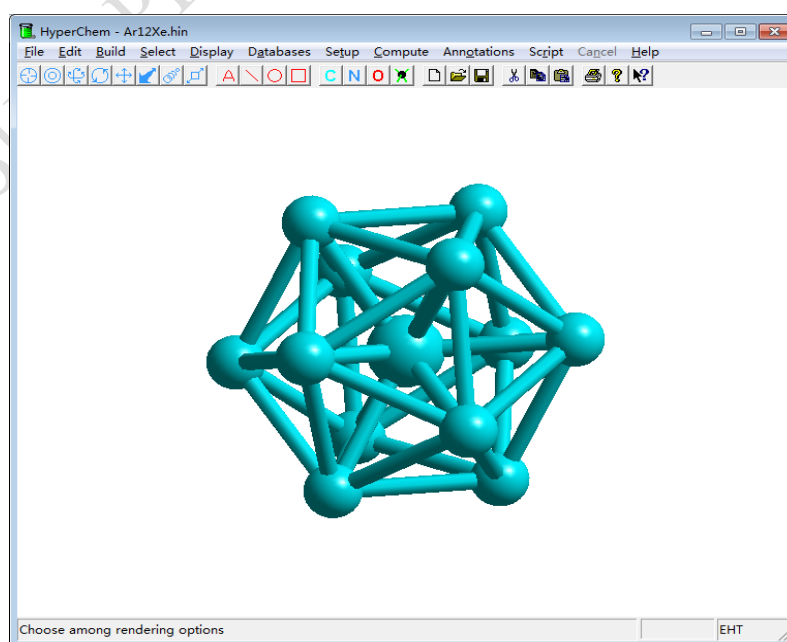 HyperChem - Ar12Xe.hin
File Edit Build Select Display Databases Setup Compute Annotations Script Cancel Help
A C N O ? ?
Choose among rendering options
EHT